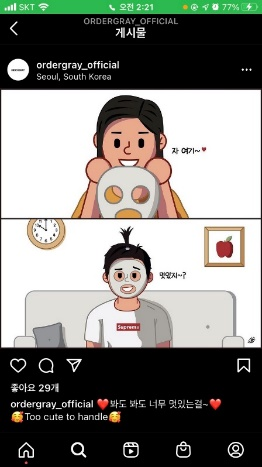 SKT
오전 2:21
77%
ORDERGRAY_OFFICIAL
게시물
ordergray_official
Seoul, South Korea
자 여기~♥
멋있지~?
Supreme
좋아요 29개
ordergray_official ❤️봐도 봐도 너무 멋있는걸~❤️
🥰Too cute to handle🥰